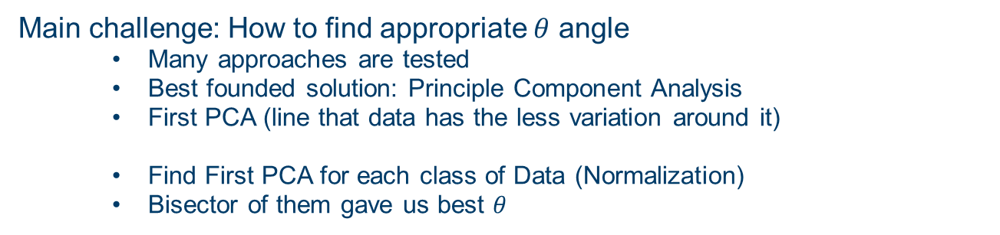 Main challenge: How to find appropriate θ angle
• Many approaches are tested
• Best founded solution: Principle Component Analysis
• First PCA (line that data has the less variation around it)
• Find First PCA for each class of Data (Normalization)
• Bisector of them gave us best θ